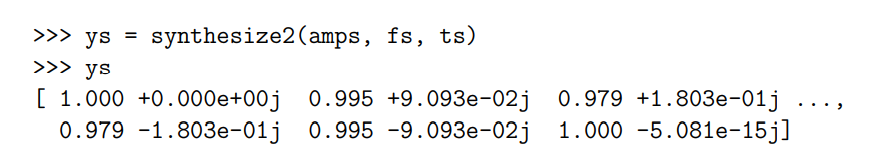 >>> ys = synthesize2(amps, fs, ts)
>>> ys
[ 1.000 +0.000e+00j  0.995 +9.093e-02j  0.979 +1.803e-01j ...,
  0.979 -1.803e-01j  0.995 -9.093e-02j  1.000 -5.081e-15j]